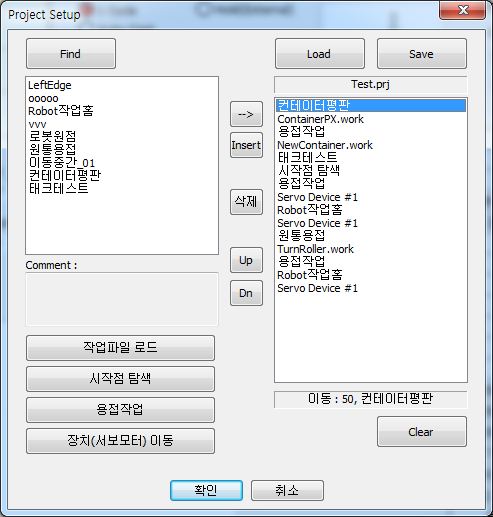 Project Setup
Find
Load
Save
Test.prj
LeftEdge
ooooo
Robot작업홈
vvv
로봇원점
원통용접
이동중간_01
컨테이터평판
태크테스트
-->
Insert
삭제
Up
Dn
컨테이터평판
ContainerPX.work
용접작업
NewContainer.work
태크테스트
시작점 탐색
용접작업
Servo Device #1
Robot작업홈
Servo Device #1
원통용접
TurnRoller.work
용접작업
Robot작업홈
Servo Device #1
Comment :
작업파일 로드
시작점 탐색
용접작업
장치(서보모터) 이동
이동 : 50, 컨테이터평판
Clear
확인
취소